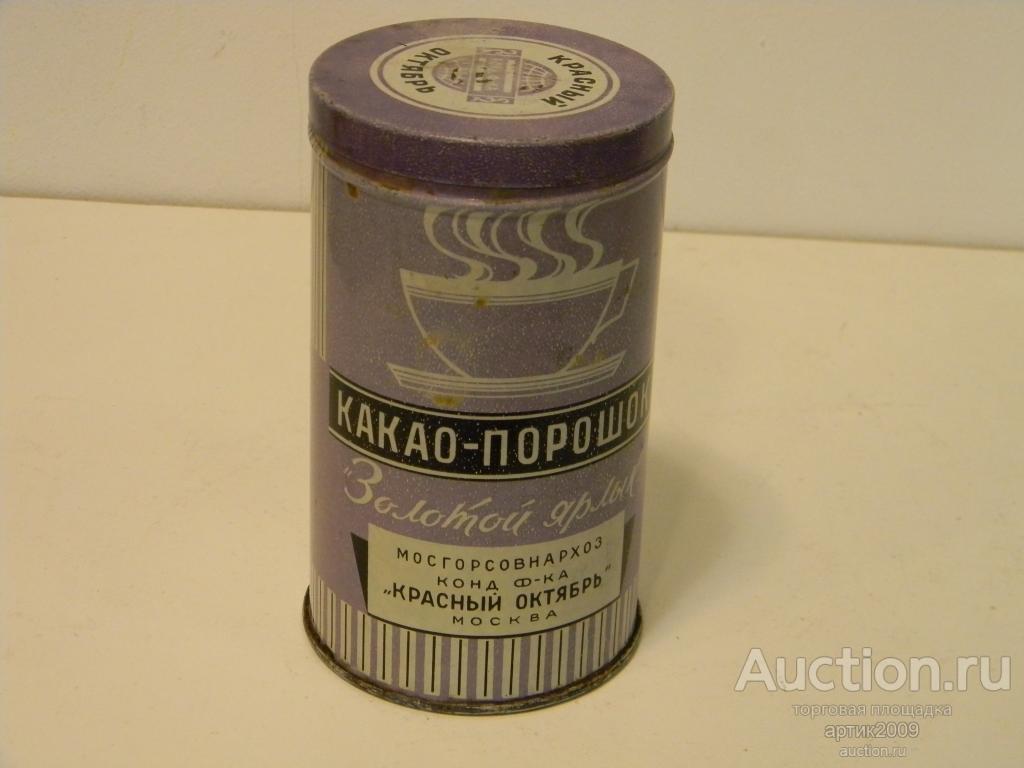 КРАСНЫЙ
ОКТЯБРЬ
КАКАО-ПОРОШОК
"Золотой ярлык
МОСГОРСОВНАРХОЗ
КОНД Ф-КА
„КРАСНЫЙ ОКТЯБРЬ"
МОСКВА
Auction.ru
торговая площадка
артик2009
auction.ru